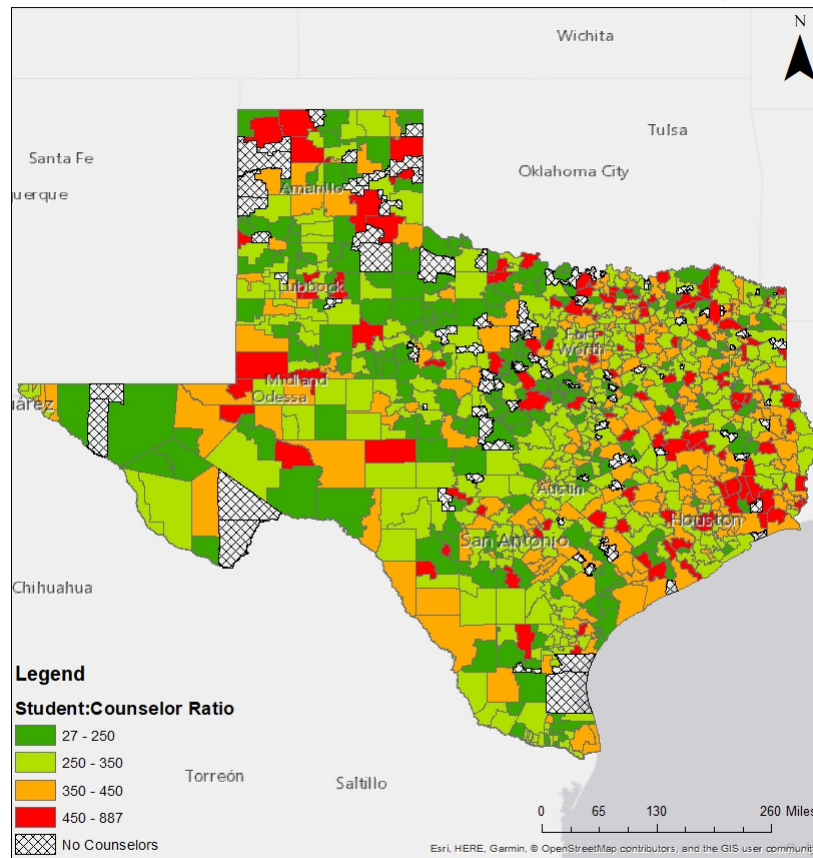 N
Wichita
Tulsa
Santa Fe
Oklahoma City
uerque
Amarillo
Lubbock
Fort
Worth
Midland
Odessa
Juárez
Austin
Houston
San Antonio
Chihuahua
Legend
Student:Counselor Ratio
27 - 250
250 - 350
350 - 450
450 - 887
No Counselors
Torreón
Saltillo
0 65 130 260 Miles
Esri, HERE, Garmin, © OpenStreetMap contributors, and the GIS user community